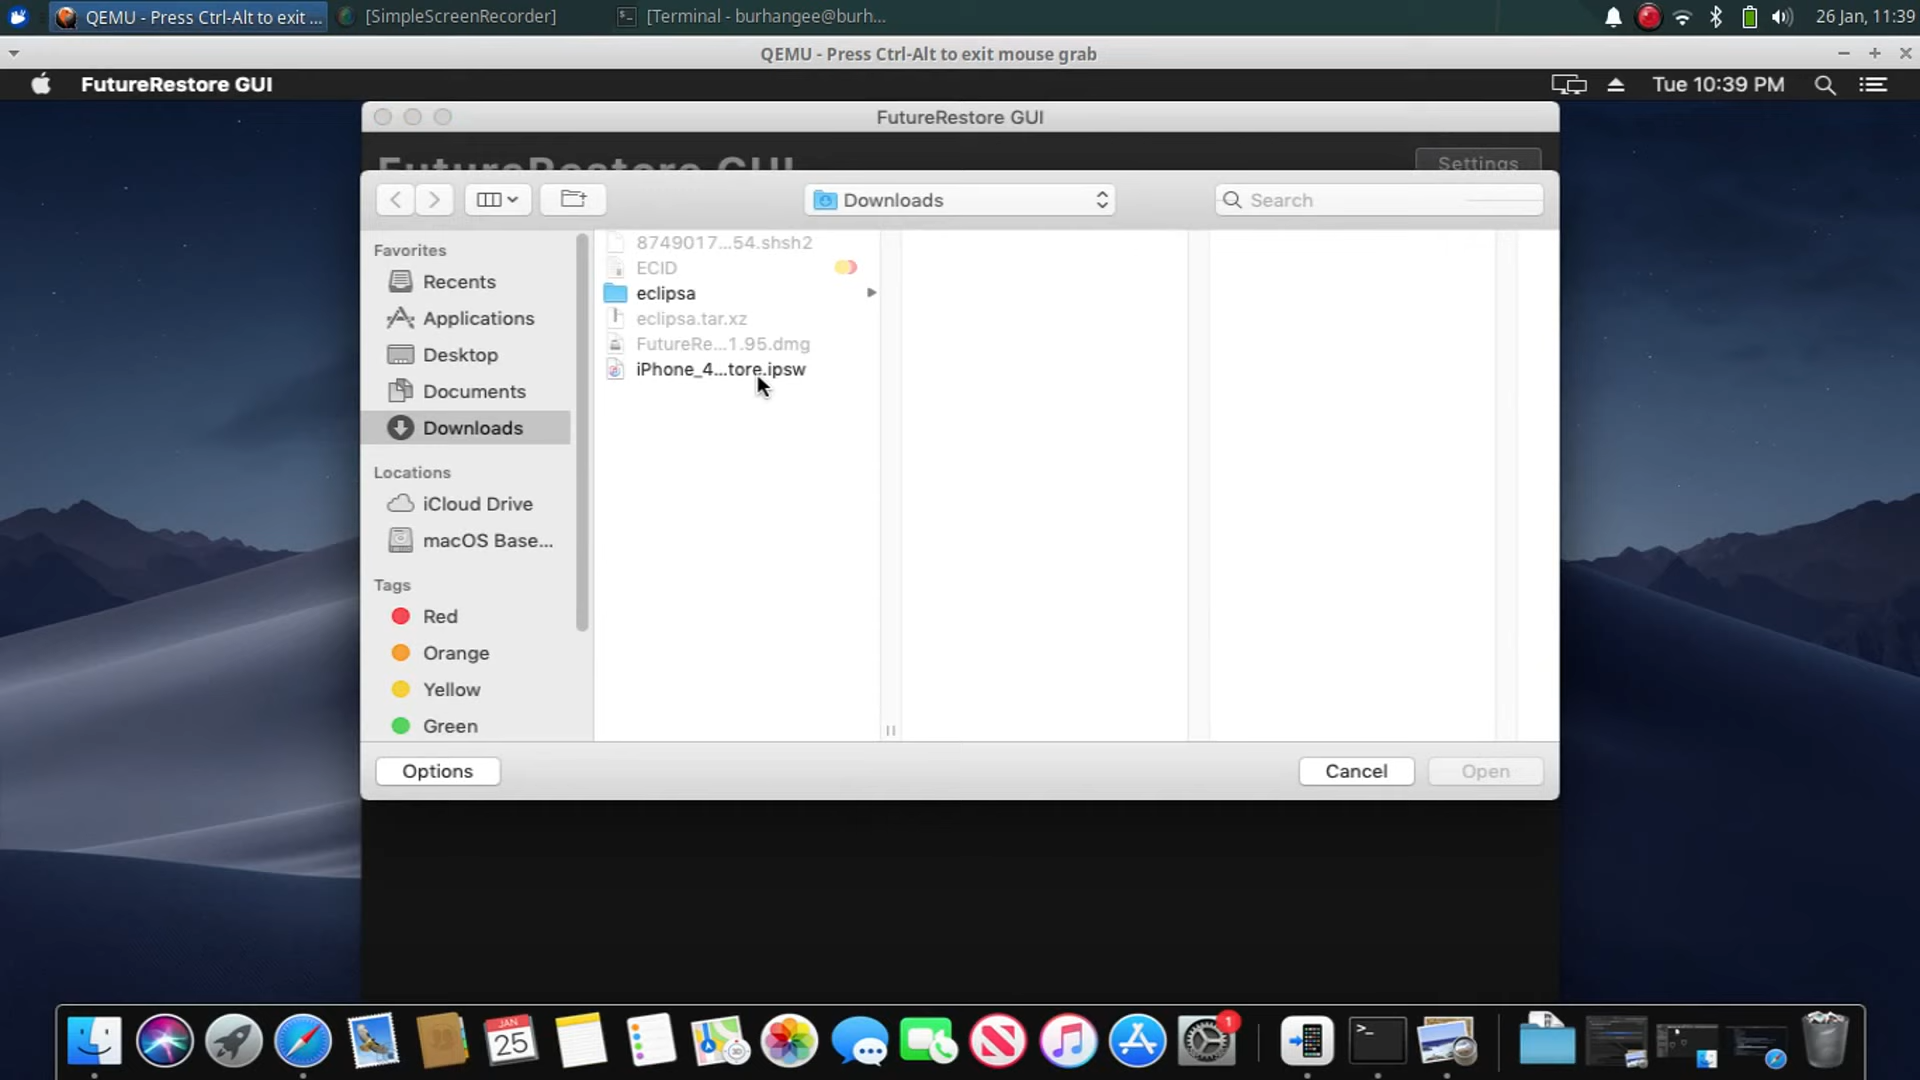 QEMU - Press Ctrl-Alt to exit ...
[SimpleScreenRecorder]
[Terminal - burhangee@burh...
26 Jan, 11:39
QEMU - Press Ctrl-Alt to exit mouse grab
FutureRestore GUI
Tue 10:39 PM
FutureRestore GUI
FutureRestore GUI
Settings
Downloads
Search
Favorites
Recents
Applications
Desktop
Documents
Downloads
Locations
iCloud Drive
macOS Base...
Tags
Red
Orange
Yellow
Green
8749017...54.shsh2
ECID
eclipsa
eclipsa.tar.xz
FutureRe...1.95.dmg
iPhone_4...tore.ipsw
Options
Cancel
Open
JAN
25
1